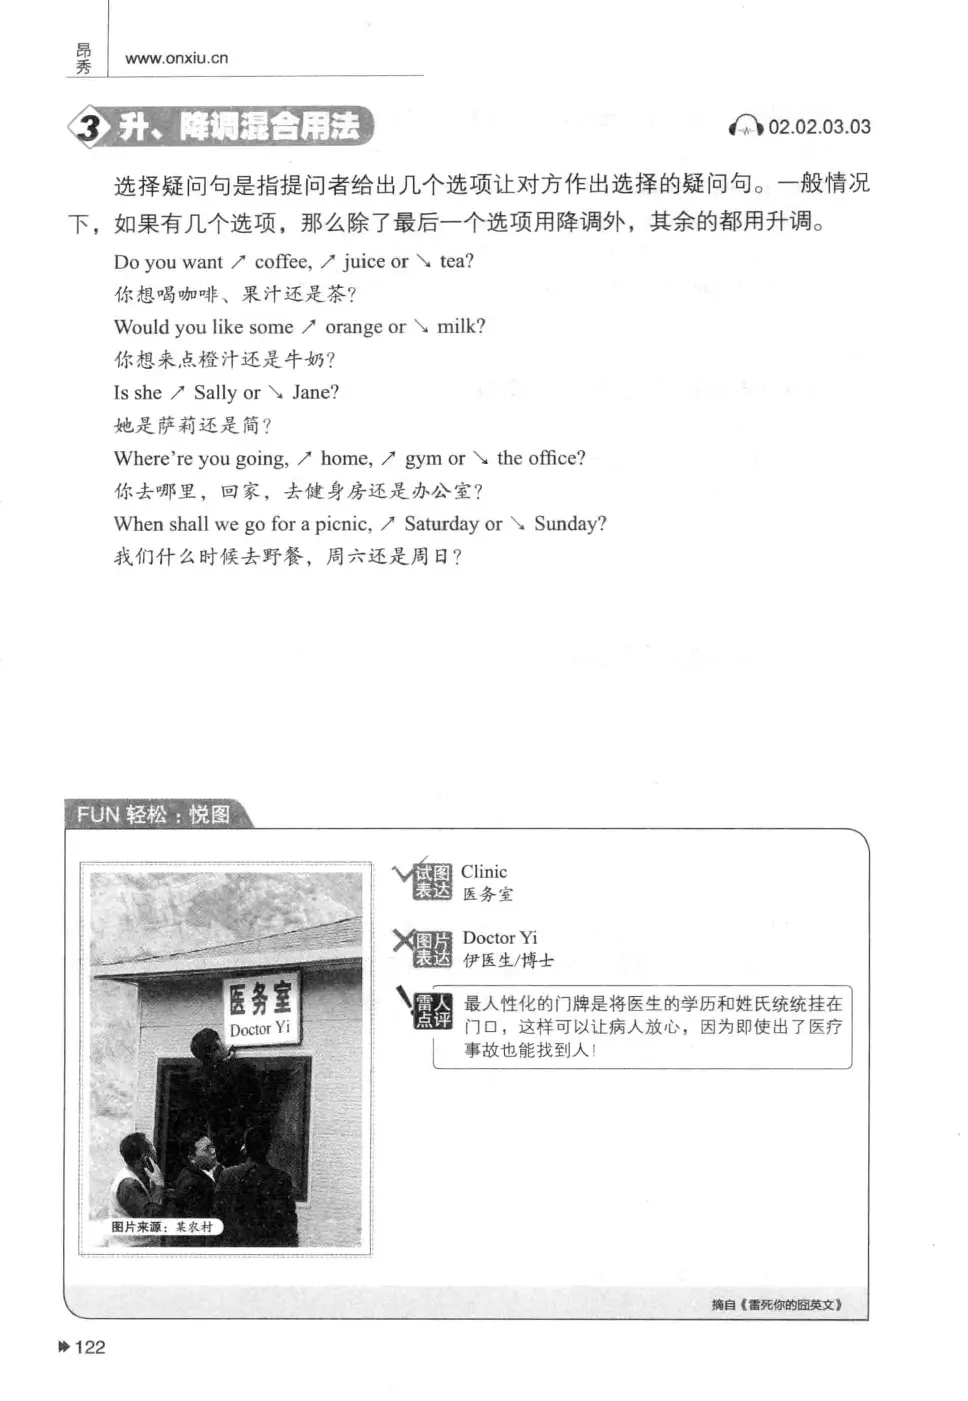 昂秀
www.onxiu.cn
3 升、降调混合用法
02.02.03.03
选择疑问句是指提问者给出几个选项让对方作出选择的疑问句。一般情况
下，如果有几个选项，那么除了最后一个选项用降调外，其余的都用升调。
Do you want ↗ coffee, ↗ juice or ↘ tea?
你想喝咖啡、果汁还是茶？
Would you like some ↗ orange or ↘ milk?
你想来点橙汁还是牛奶？
Is she ↗ Sally or ↘ Jane?
她是萨莉还是简？
Where're you going, ↗ home, ↗ gym or ↘ the office?
你去哪里，回家，去健身房还是办公室？
When shall we go for a picnic, ↗ Saturday or ↘ Sunday?
我们什么时候去野餐，周六还是周日？
FUN 轻松：悦图
试图表达 Clinic
医务室
图片表达 Doctor Yi
伊医生/博士
雷人点评 最人性化的门牌是将医生的学历和姓氏统统挂在
门口，这样可以让病人放心，因为即使出了医疗
事故也能找到人！
医务室
Doctor Yi
图片来源：某农村
摘自《雷死你的囧英文》
122